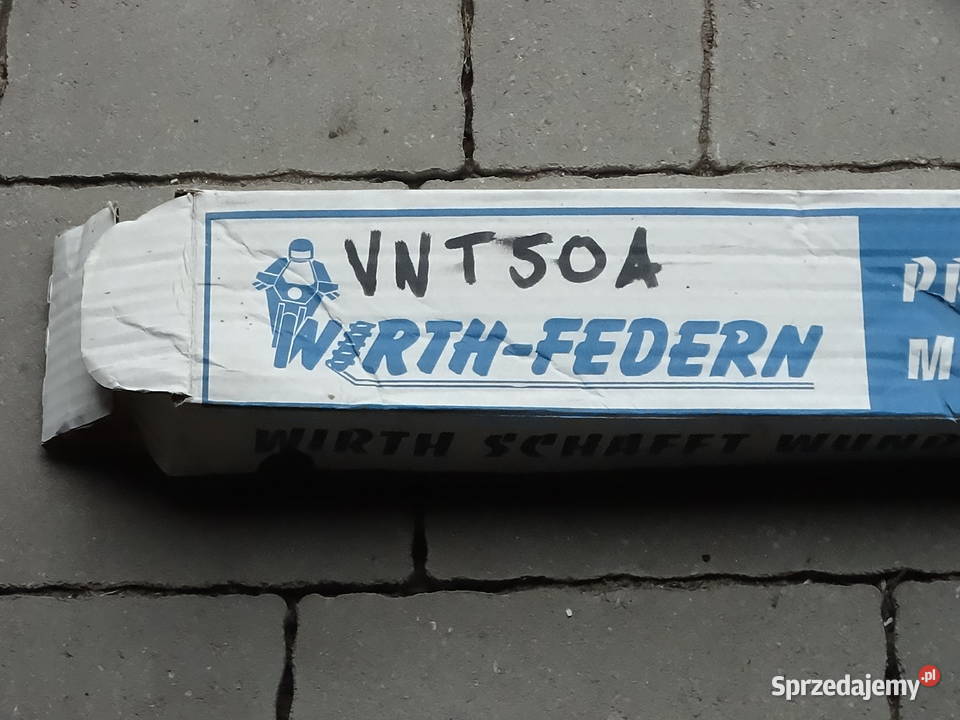 VNT50A
WIRTH-FEDERN
M
WIRTH SCHAFFT
Sprzedajemy.pl